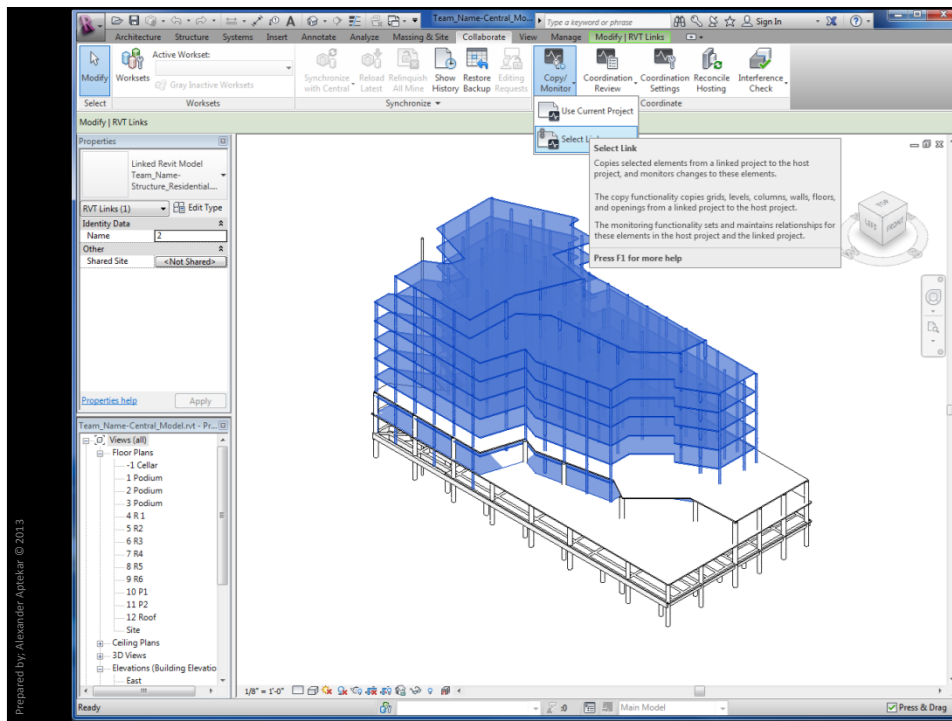 Team_Name-Central_Mo...
Type a keyword or phrase
Sign In
Architecture Structure Systems Insert Annotate Analyze Massing & Site Collaborate View Manage Modify | RVT Links
Modify
Worksets
Active Workset:
Gray Inactive Worksets
Synchronize with Central
Reload Latest
Relinquish All Mine
Show History
Restore Backup
Editing Requests
Copy/ Monitor
Coordination Review
Coordination Settings
Reconcile Hosting
Interference Check
Select
Worksets
Synchronize
Coordinate
Use Current Project
Select Link
Modify | RVT Links
Select Link
Copies selected elements from a linked project to the host
project, and monitors changes to these elements.
The copy functionality copies grids, levels, columns, walls, floors,
and openings from a linked project to the host project.
The monitoring functionality sets and maintains relationships for
these elements in the host project and the linked project.
Press F1 for more help
TOP
LEFT
FRONT
Properties
Linked Revit Model
Team_Name-
Structure_Residential....
RVT Links (1)
Edit Type
Identity Data
Name 2
Other
Shared Site <Not Shared>
Properties help
Apply
Team_Name-Central_Model.rvt - Pr...
Views (all)
Floor Plans
-1 Cellar
1 Podium
2 Podium
3 Podium
4 R 1
5 R2
6 R3
7 R4
8 R5
9 R6
10 P1
11 P2
12 Roof
Site
Ceiling Plans
3D Views
Elevations (Building Elevatio
East
1/8" = 1'-0"
Ready
:0
Main Model
Press & Drag
Prepared by; Alexander Aptekar © 2013